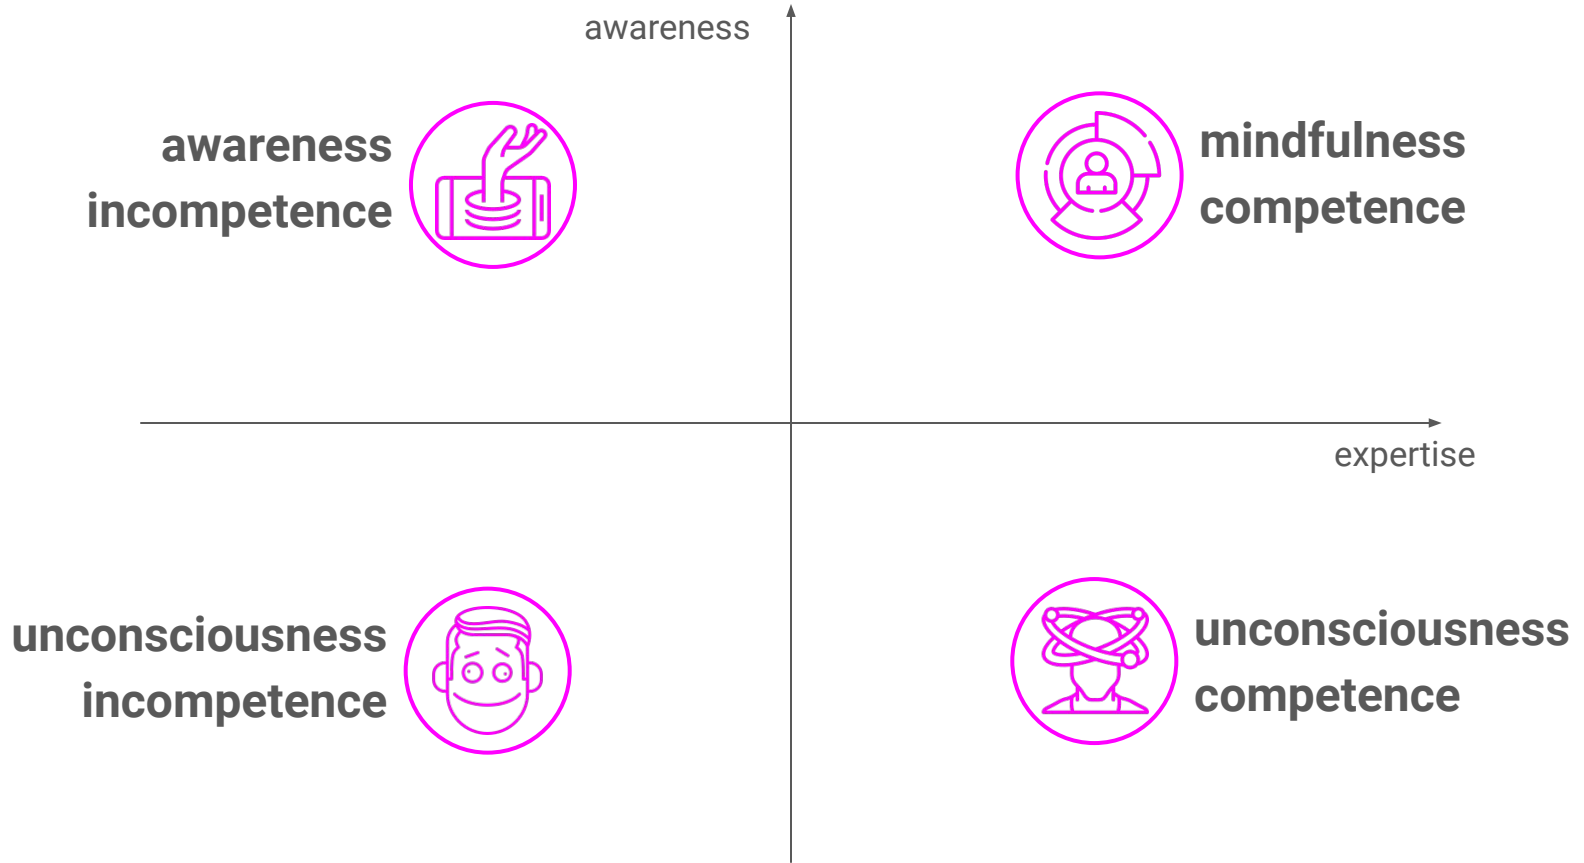 awareness
awareness
incompetence
mindfulness
competence
expertise
unconsciousness
incompetence
unconsciousness
competence